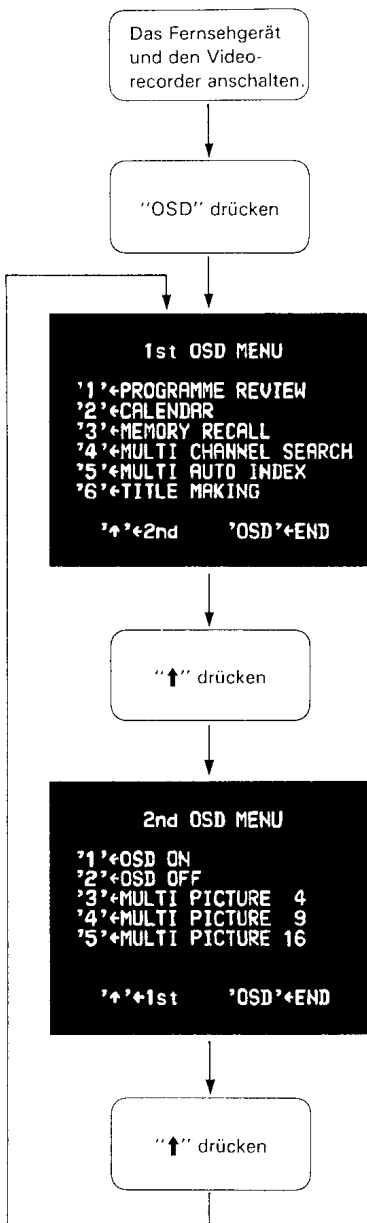 Das Fernsehgerät
und den Video-
recorder anschalten.
"OSD" drücken
1st OSD MENU
'1'←PROGRAMME REVIEW
'2'←CALENDAR
'3'←MEMORY RECALL
'4'←MULTI CHANNEL SEARCH
'5'←MULTI AUTO INDEX
'6'←TITLE MAKING
'↑'←2nd 'OSD'←END
"↑" drücken
2nd OSD MENU
'1'←OSD ON
'2'←OSD OFF
'3'←MULTI PICTURE 4
'4'←MULTI PICTURE 9
'5'←MULTI PICTURE 16
'↑'←1st 'OSD'←END
"↑" drücken